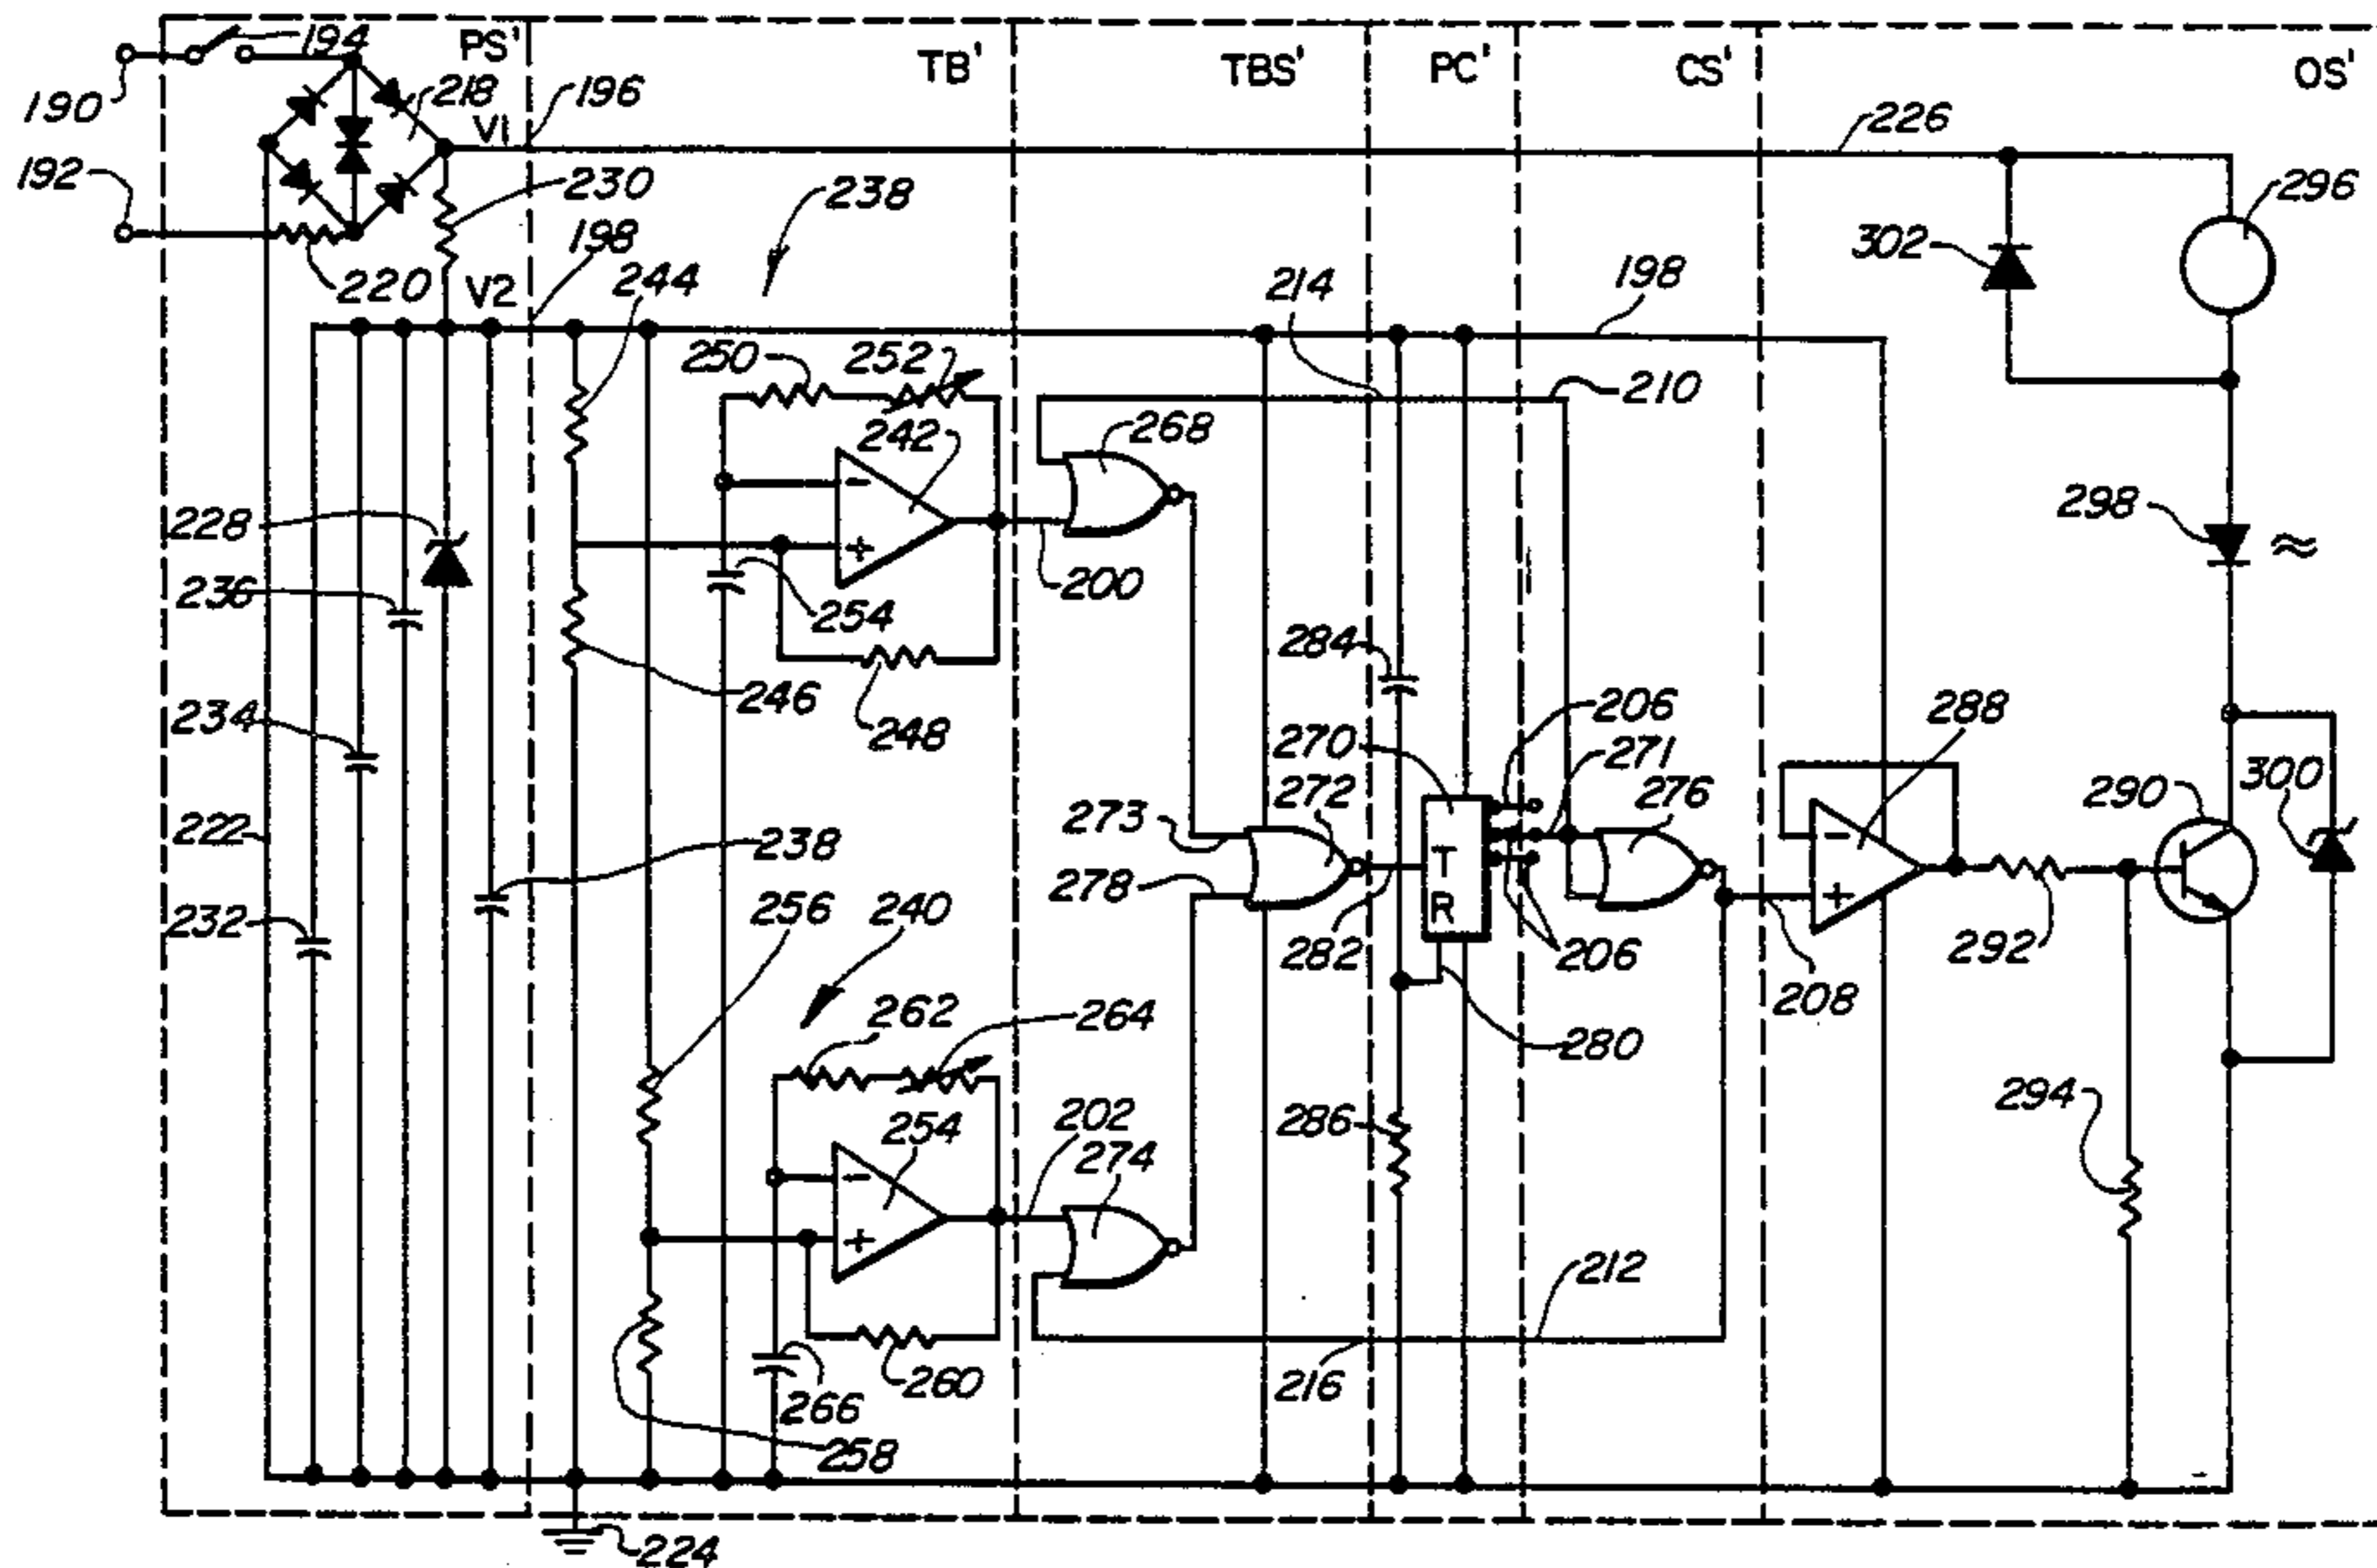 194 PS' TB' TBS' PC' CS' OS'
190 218 V1 196 226
192 230 238 296
220 V2 198 244 214 198 302
250 252 210
242 268
228 298
236 254 200
246 284
234 248 206 288
270 271
222 238 273 272 276 290 300
278 T
232 256 240 R
282 206 292
262 264 208
280
254 202 286 294
274
212
266 260 216
258
224
- + - + - + ≈